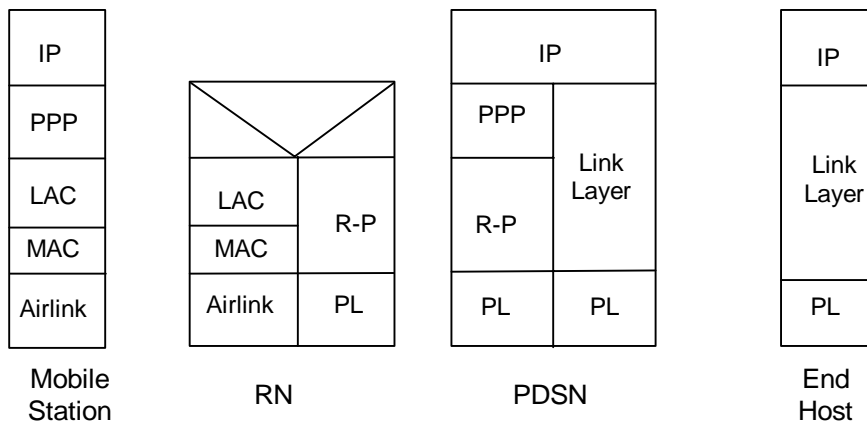 IP
PPP
LAC
MAC
Airlink
Mobile
Station
LAC
MAC
Airlink
R-P
PL
RN
IP
PPP
R-P
PL
Link
Layer
PL
PDSN
IP
Link
Layer
PL
End
Host